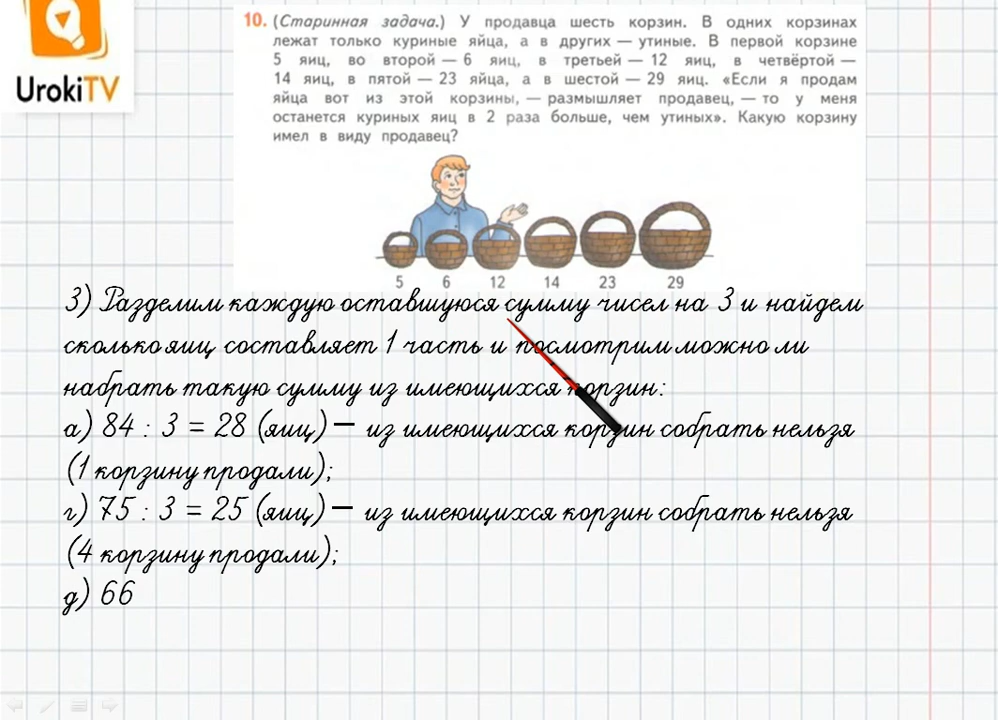 UrokiTV
10. (Старинная задача.) У продавца шесть корзин. В одних корзинах
лежат только куриные яйца, а в других — утиные. В первой корзине
5 яиц, во второй — 6 яиц, в третьей — 12 яиц, в четвёртой —
14 яиц, в пятой — 23 яйца, а в шестой — 29 яиц. «Если я продам
яйца вот из этой корзины, — размышляет продавец, — то у меня
останется куриных яиц в 2 раза больше, чем утиных». Какую корзину
имел в виду продавец?
5 6 12 14 23 29
3) Разделим каждую оставшуюся сумму чисел на 3 и найдем
сколько яиц составляет 1 часть и посмотрим можно ли
набрать такую сумму из имеющихся корзин:
а) 84 : 3 = 28 (яиц) — из имеющихся корзин собрать нельзя
(1 корзину продали);
г) 75 : 3 = 25 (яиц) — из имеющихся корзин собрать нельзя
(4 корзину продали);
д) 66